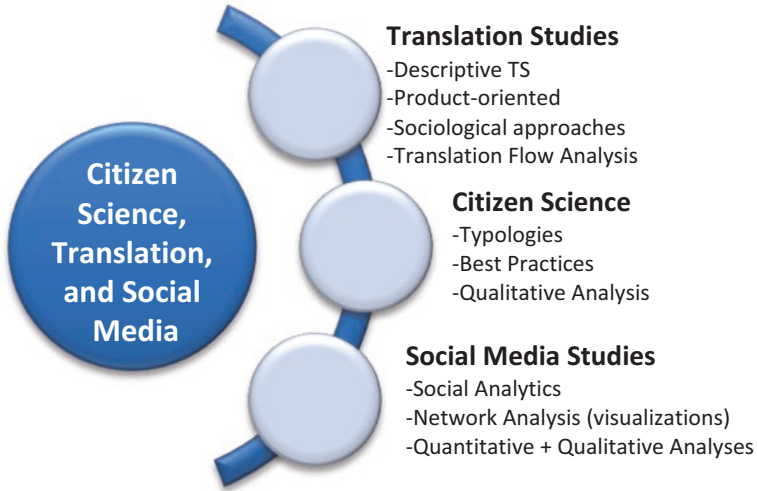 Citizen
Science,
Translation,
and Social
Media
Translation Studies
-Descriptive TS
-Product-oriented
-Sociological approaches
-Translation Flow Analysis
Citizen Science
-Typologies
-Best Practices
-Qualitative Analysis
Social Media Studies
-Social Analytics
-Network Analysis (visualizations)
-Quantitative + Qualitative Analyses